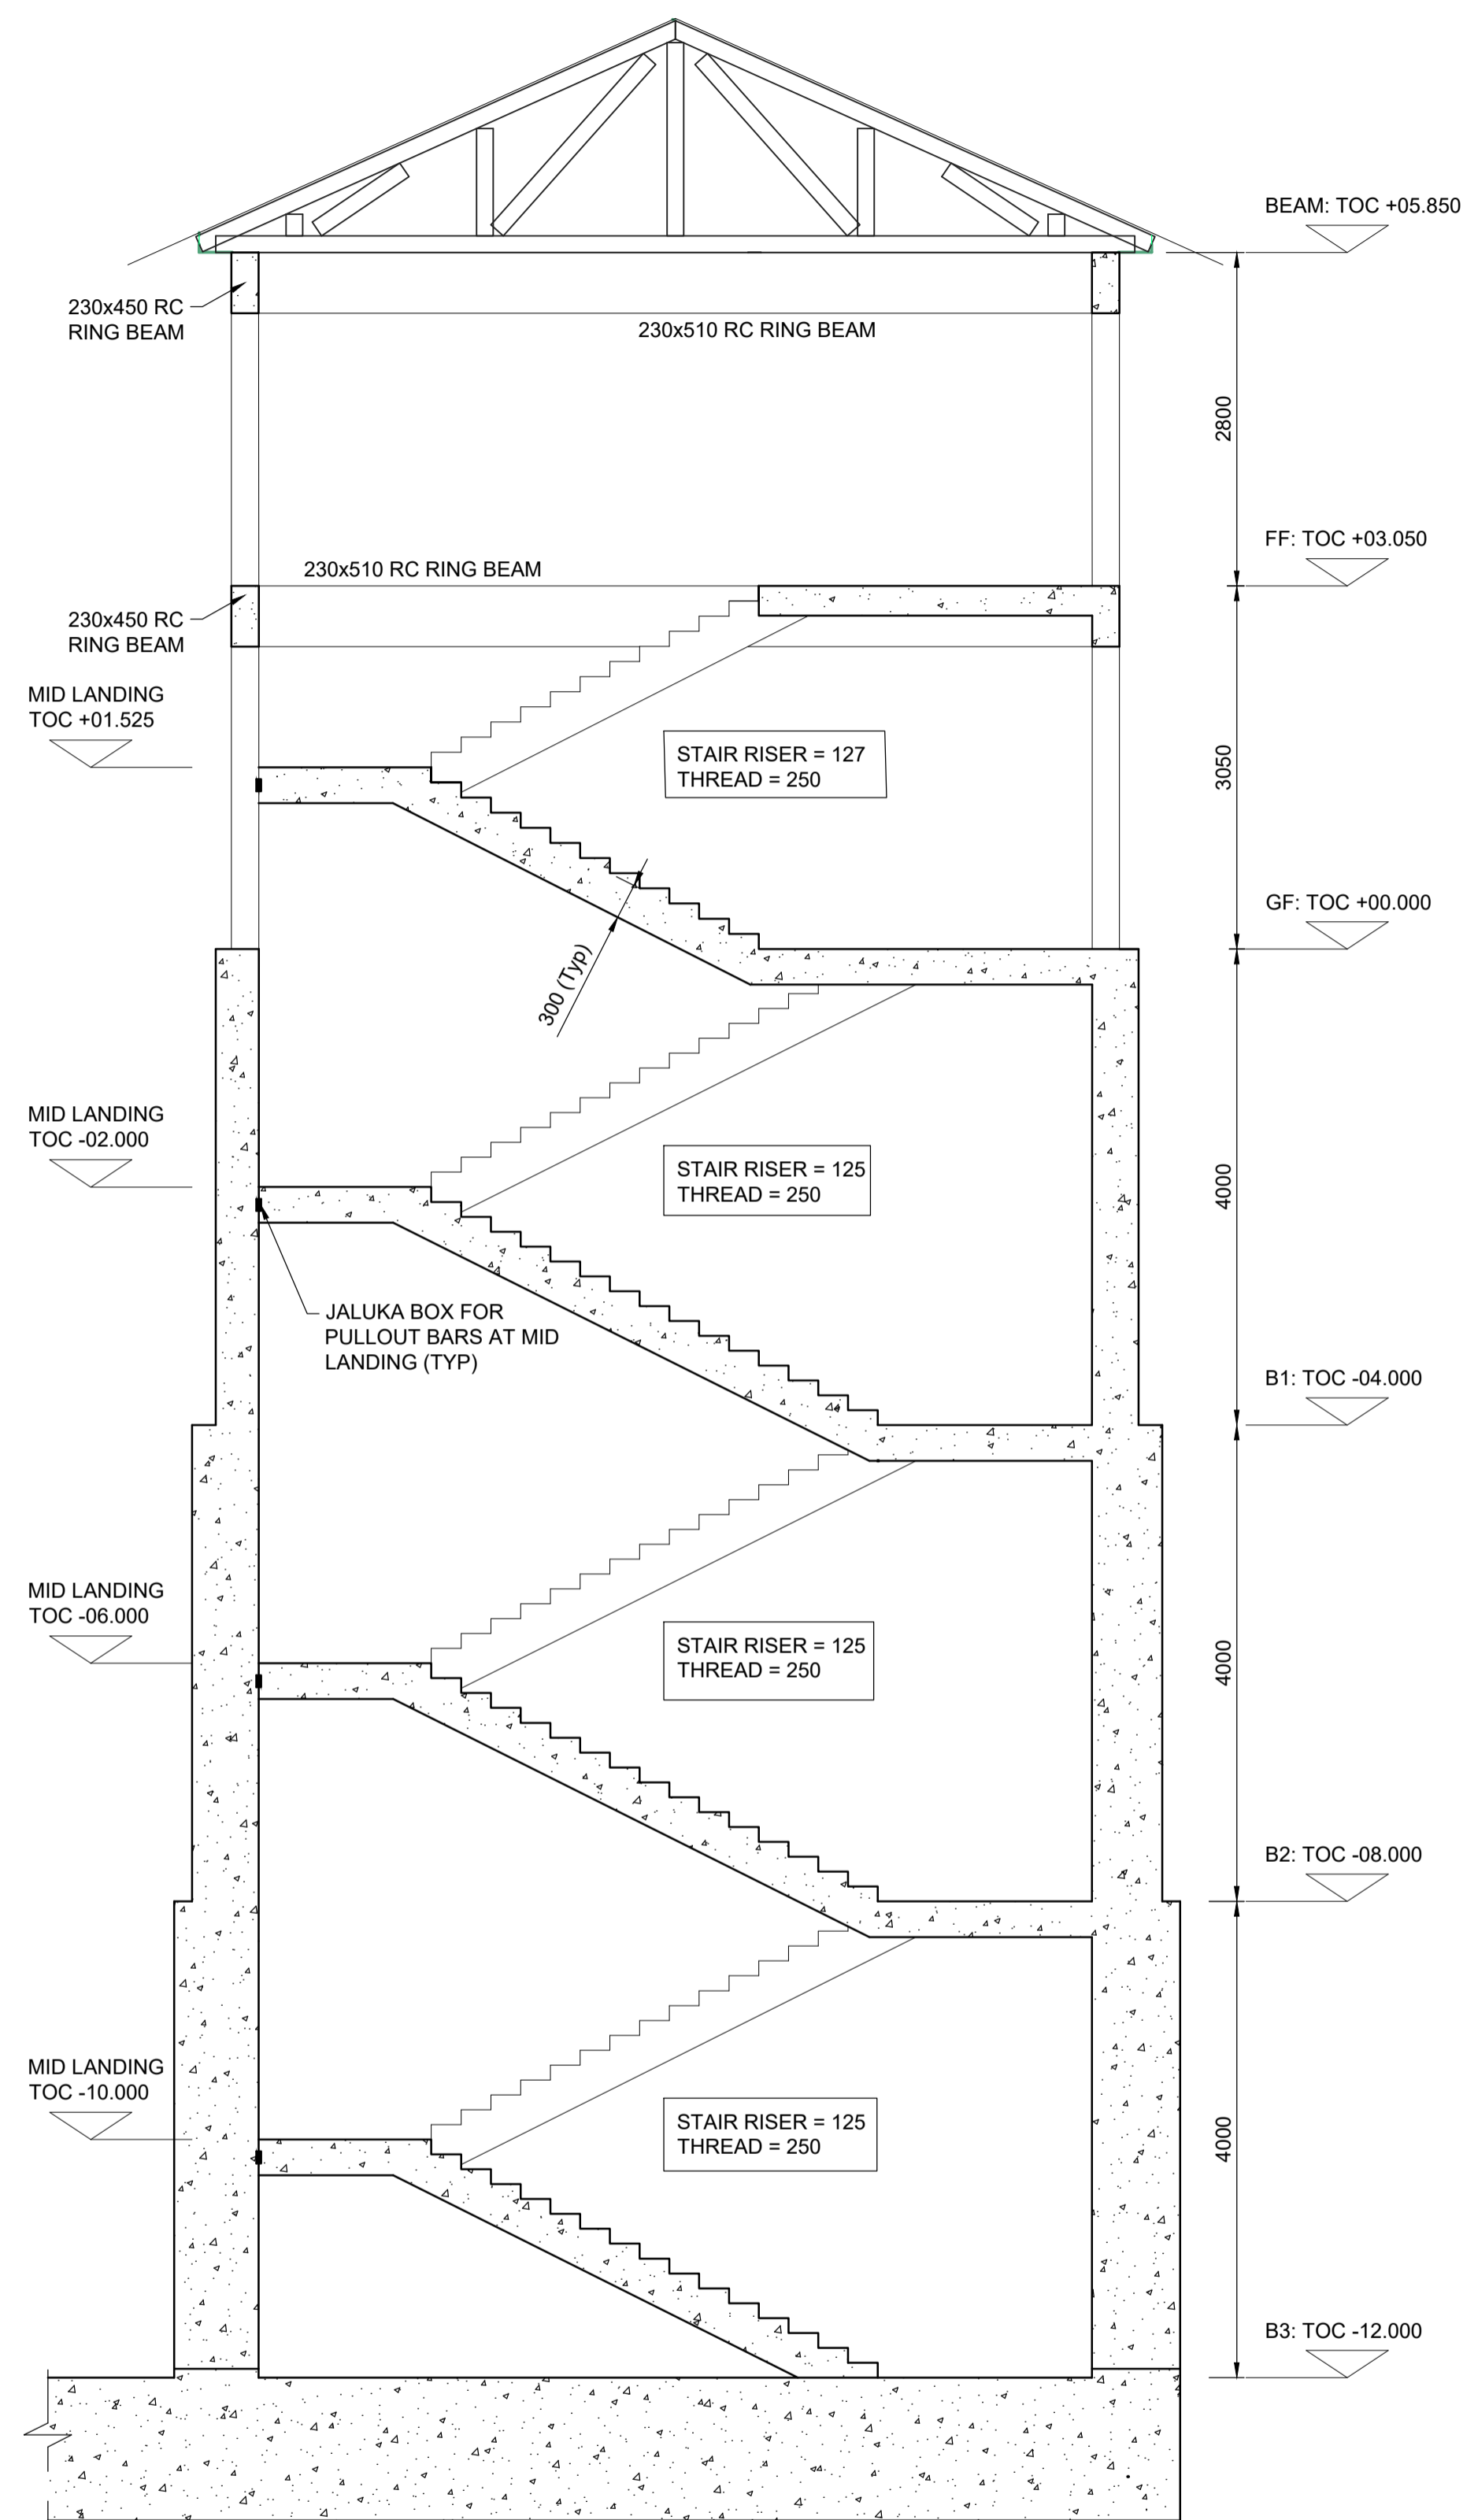 BEAM: TOC +05.850
230x450 RC
RING BEAM
230x510 RC RING BEAM
2800
FF: TOC +03.050
230x510 RC RING BEAM
230x450 RC
RING BEAM
MID LANDING
TOC +01.525
STAIR RISER = 127
THREAD = 250
3050
GF: TOC +00.000
300 (Typ)
MID LANDING
TOC -02.000
STAIR RISER = 125
THREAD = 250
4000
JALUKA BOX FOR
PULLOUT BARS AT MID
LANDING (TYP)
B1: TOC -04.000
MID LANDING
TOC -06.000
STAIR RISER = 125
THREAD = 250
4000
B2: TOC -08.000
MID LANDING
TOC -10.000
STAIR RISER = 125
THREAD = 250
4000
B3: TOC -12.000